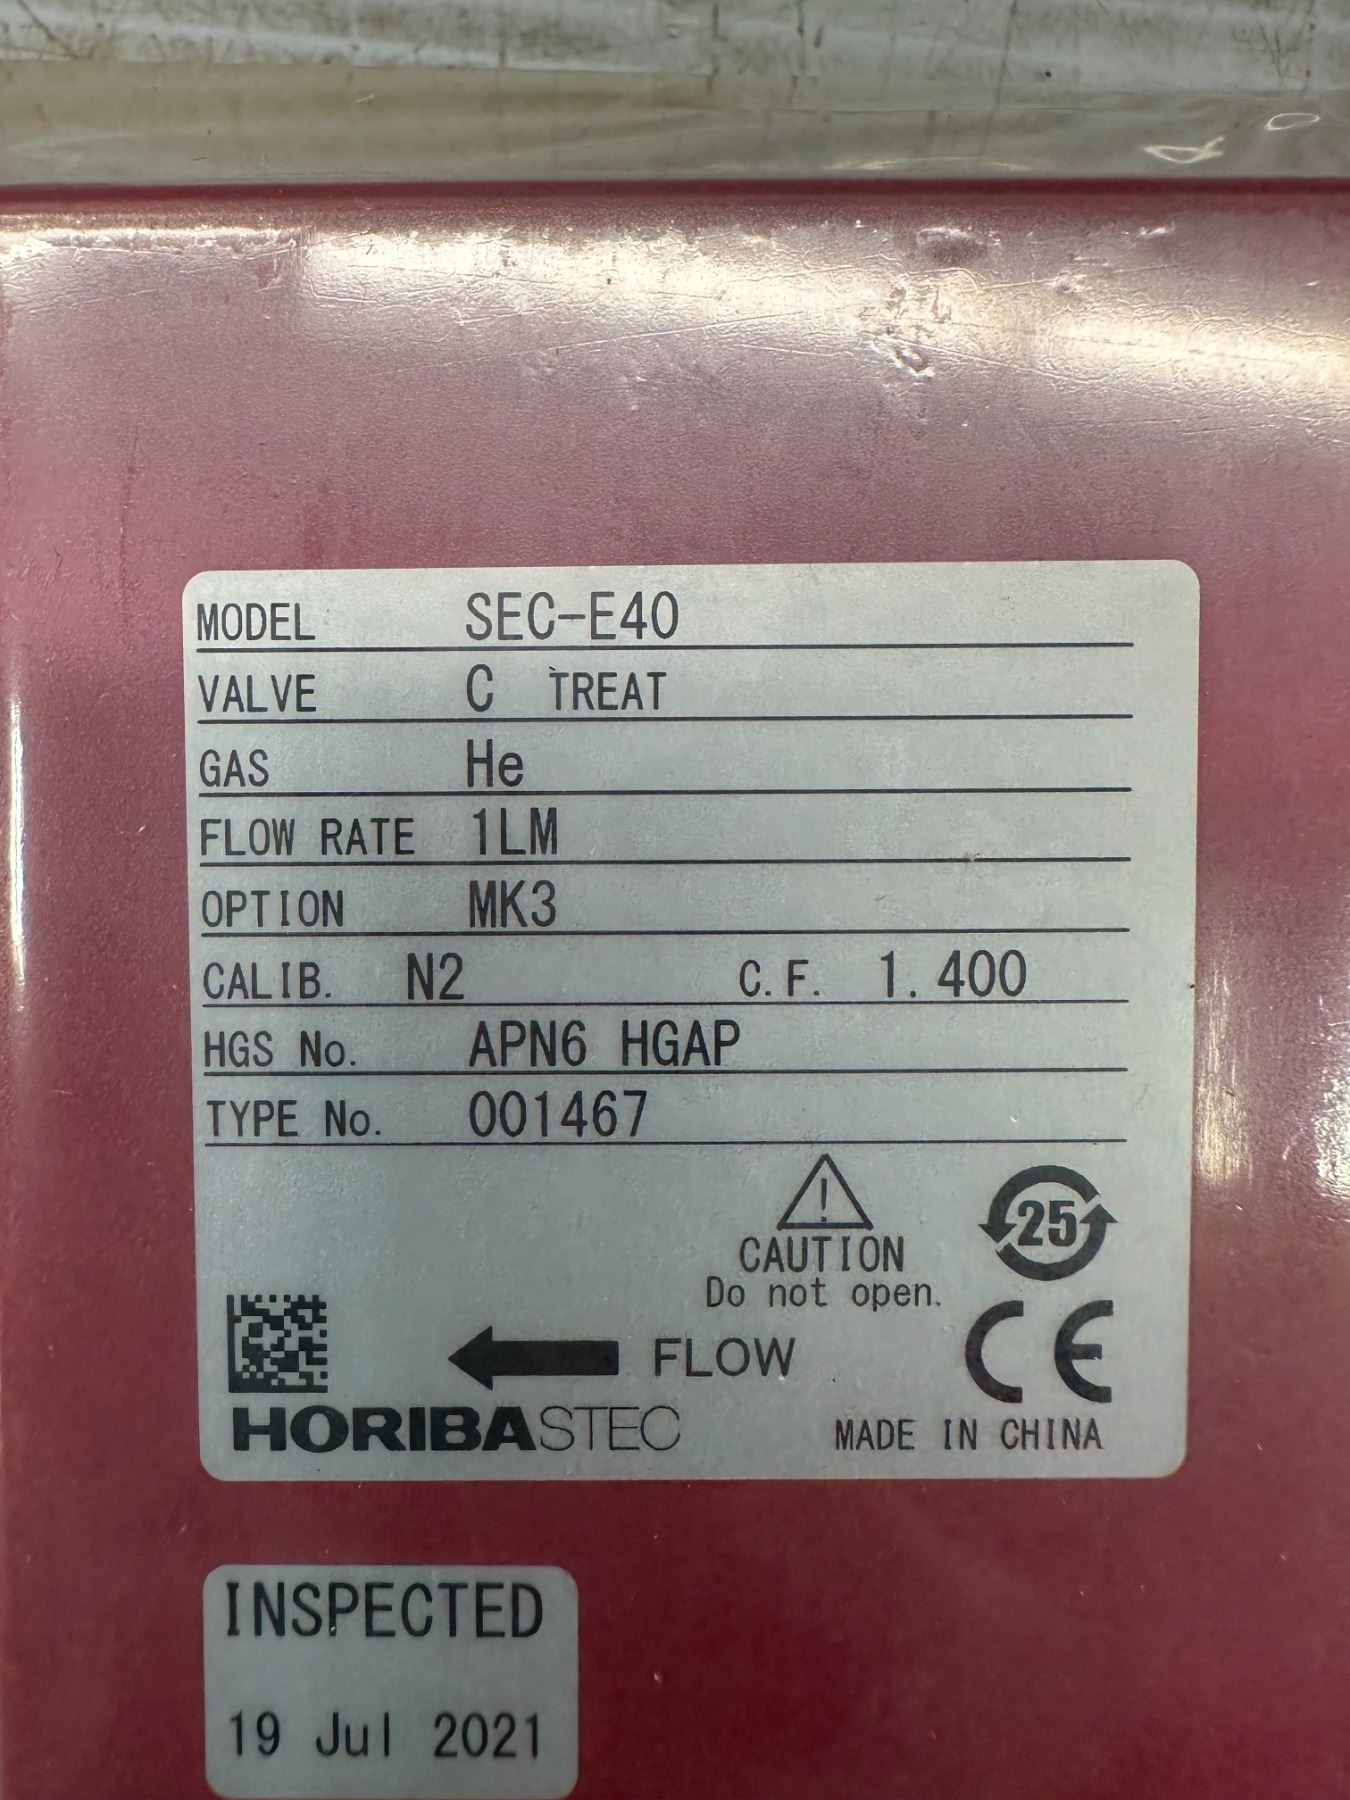 MODEL SEC-E40
VALVE C TREAT
GAS He
FLOW RATE 1LM
OPTION MK3
CALIB. N2 C.F. 1.400
HGS No. APN6 HGAP
TYPE No. 001467
25
CAUTION
Do not open.
CE
FLOW
HORIBASTEC
MADE IN CHINA
INSPECTED
19 Jul 2021